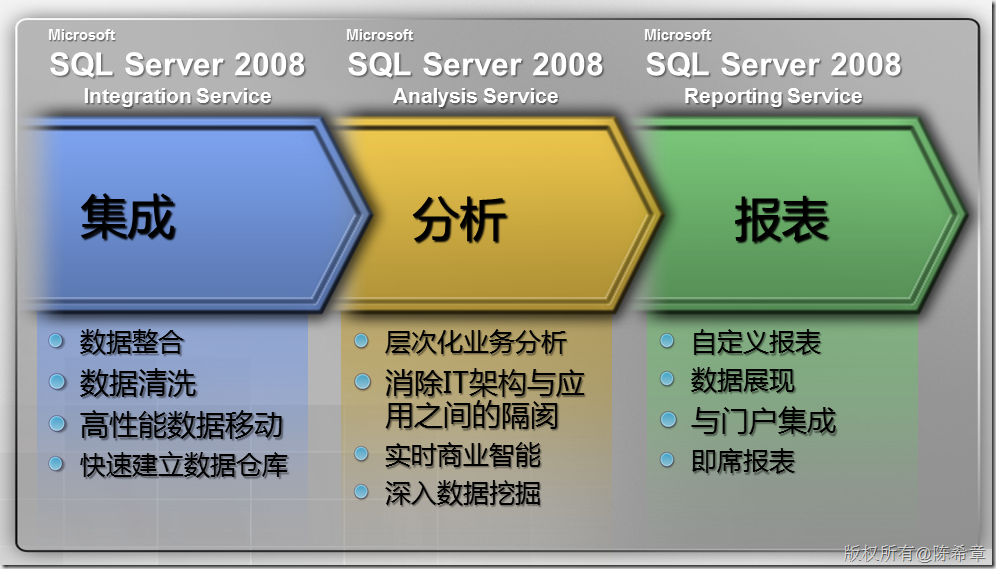 Microsoft
SQL Server 2008
Integration Service
集成
数据整合
数据清洗
高性能数据移动
快速建立数据仓库
Microsoft
SQL Server 2008
Analysis Service
分析
层次化业务分析
消除IT架构与应
用之间的隔阂
实时商业智能
深入数据挖掘
Microsoft
SQL Server 2008
Reporting Service
报表
自定义报表
数据展现
与门户集成
即席报表
版权所有@陈希章